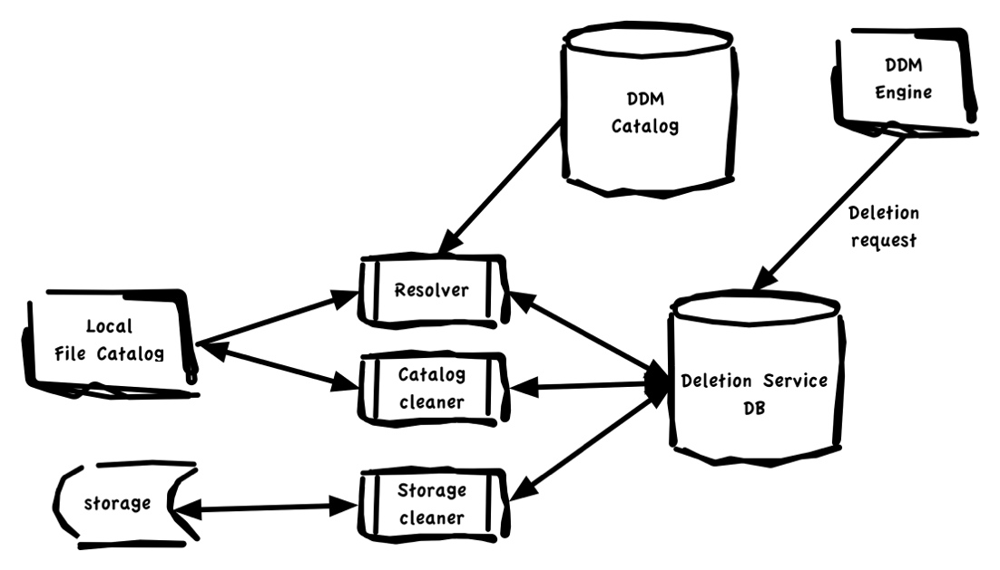 DDM
Catalog
DDM
Engine
Deletion
request
Resolver
Local
File Catalog
Catalog
cleaner
Deletion Service
DB
storage
Storage
cleaner